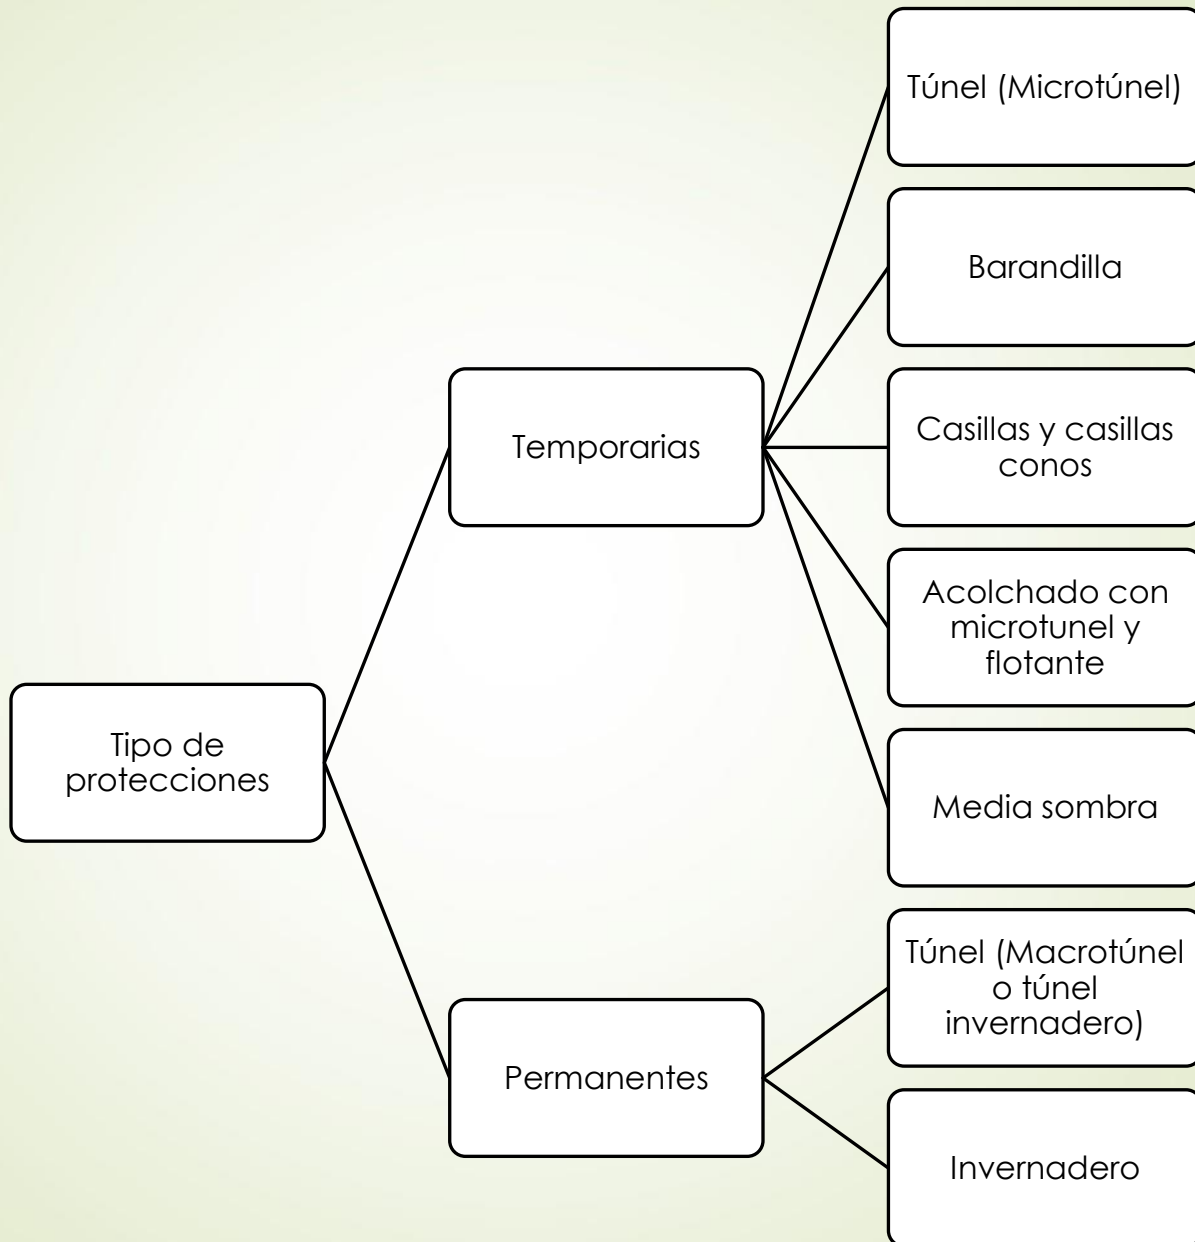 Túnel (Microtúnel)
Barandilla
Casillas y casillas
conos
Temporarias
Acolchado con
microtunel y
flotante
Media sombra
Tipo de
protecciones
Túnel (Macrotúnel
o túnel
invernadero)
Permanentes
Invernadero